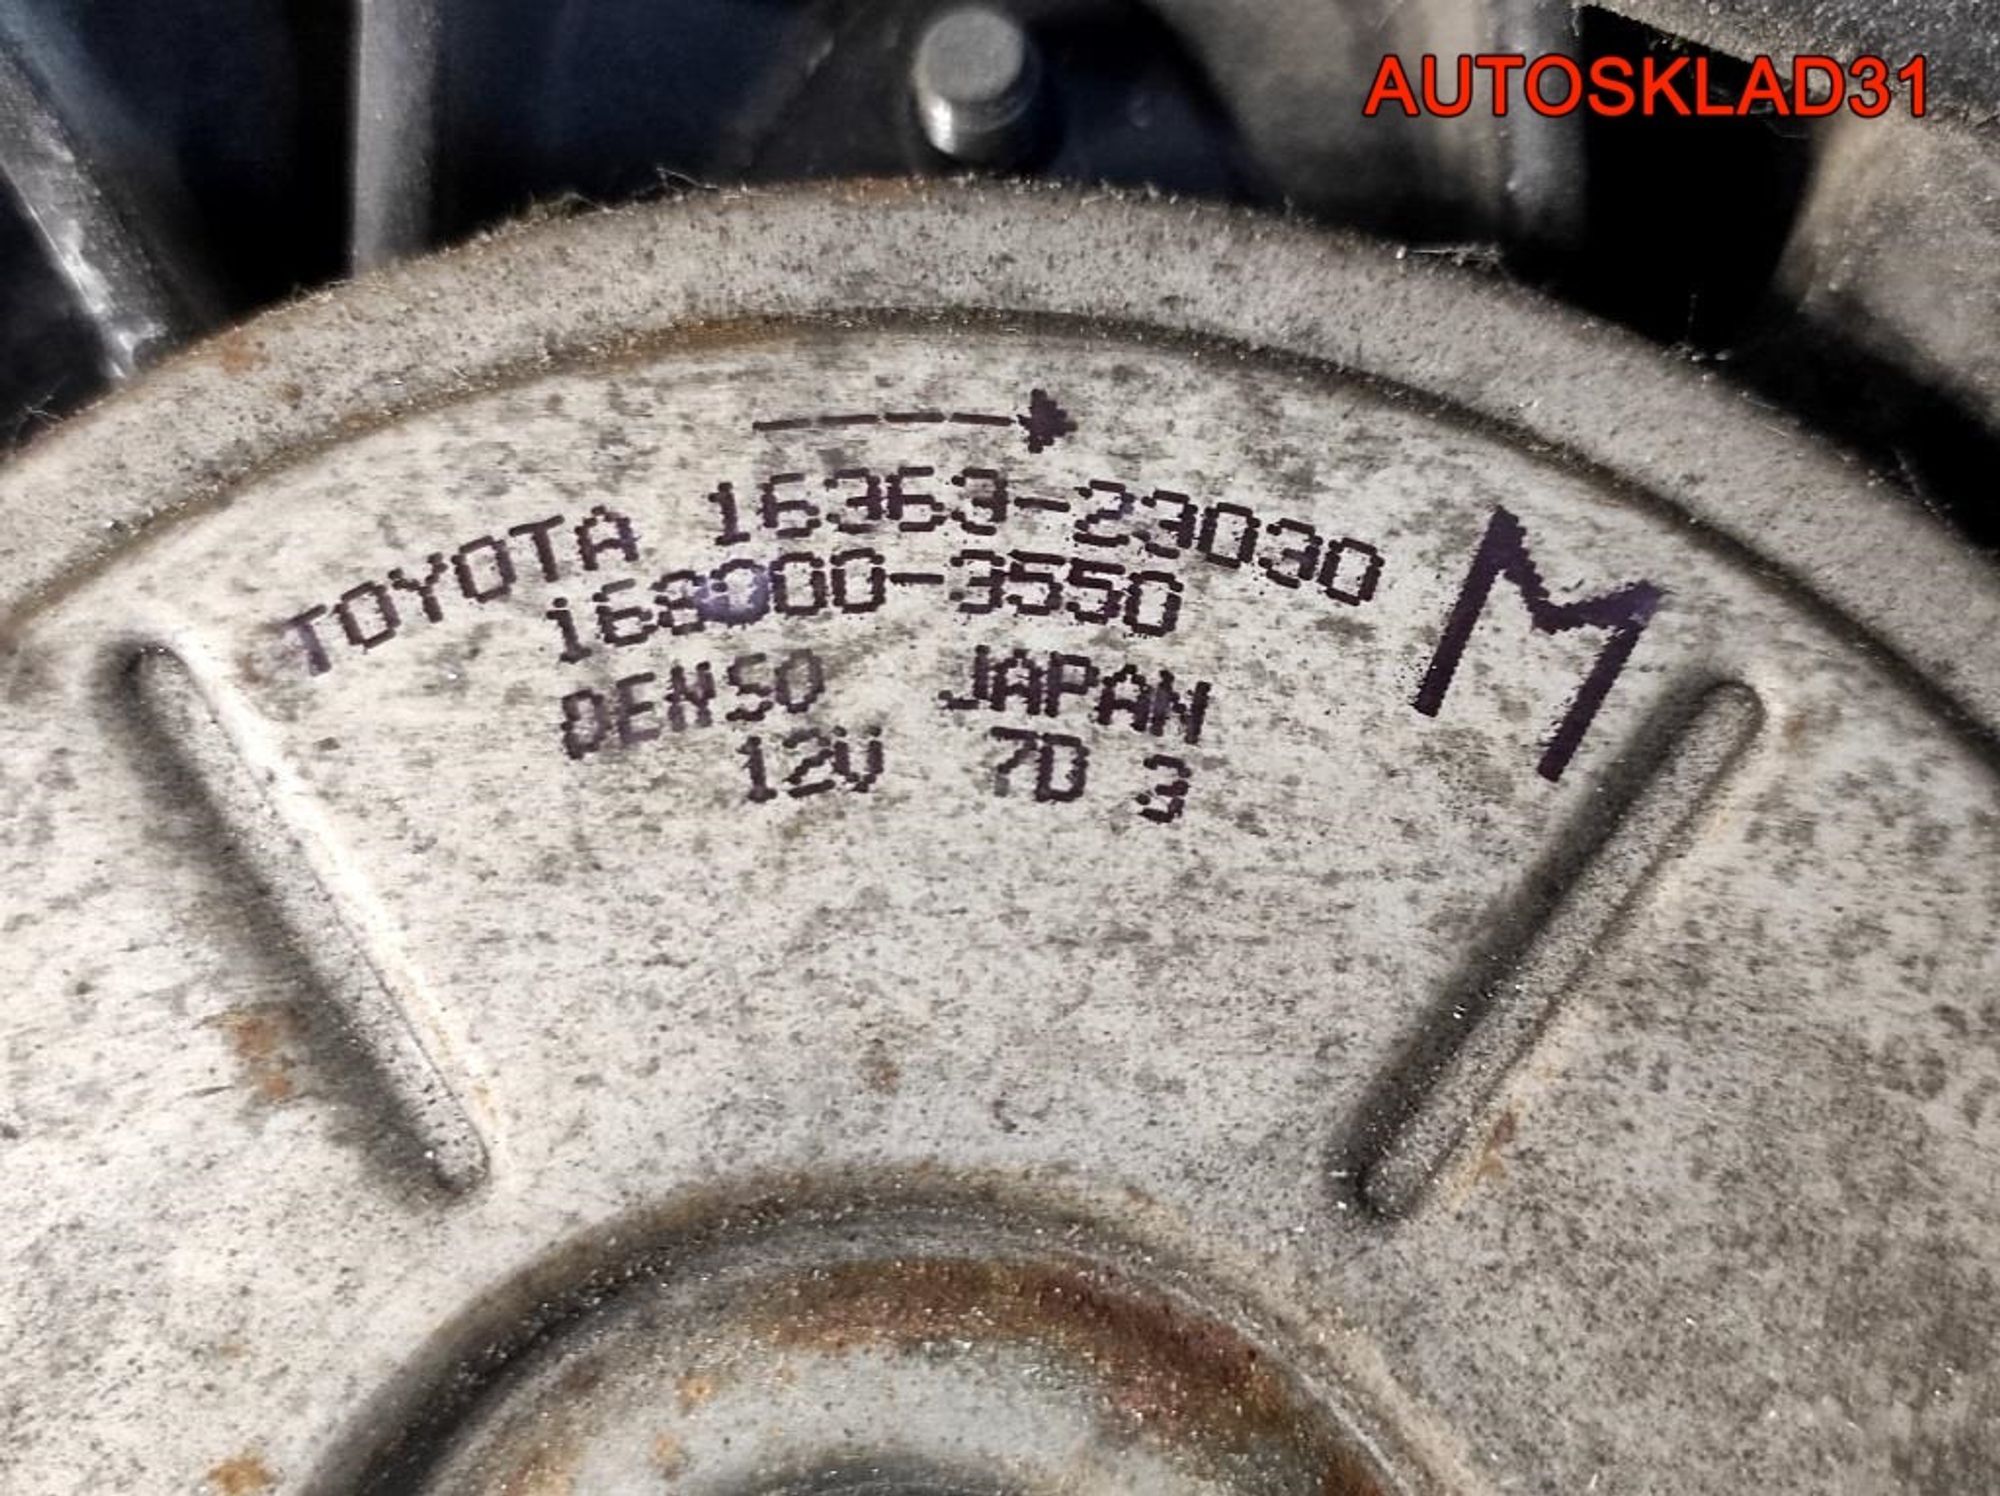 AUTOSKLAD31
TOYOTA 16363-23030
168000-3550 M
DENSO JAPAN
12V 7D 3